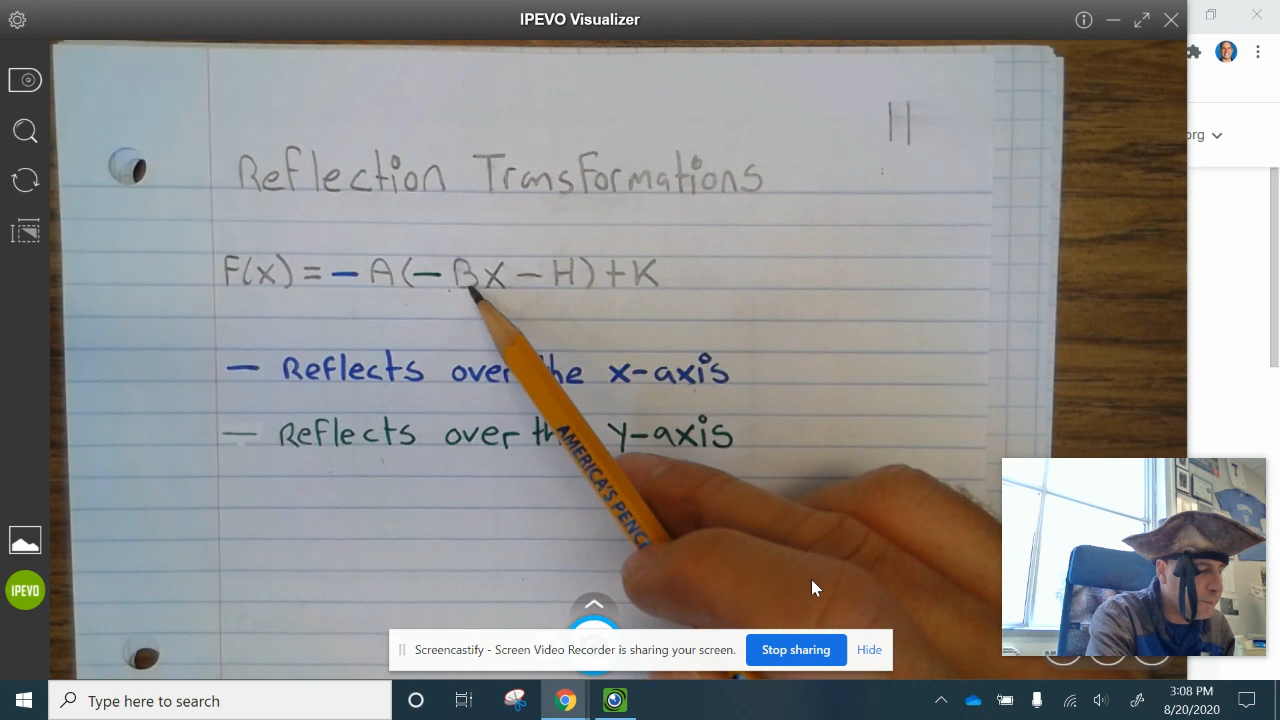 IPEVO Visualizer
org
11
Reflection Transformations
F(x) = - A(- BX - H) + K
- Reflects over the x-axis
- Reflects over th y-axis
AMERICA'S PENC
IPEVO
Screencastify - Screen Video Recorder is sharing your screen.
Stop sharing
Hide
Type here to search
3:08 PM
8/20/2020